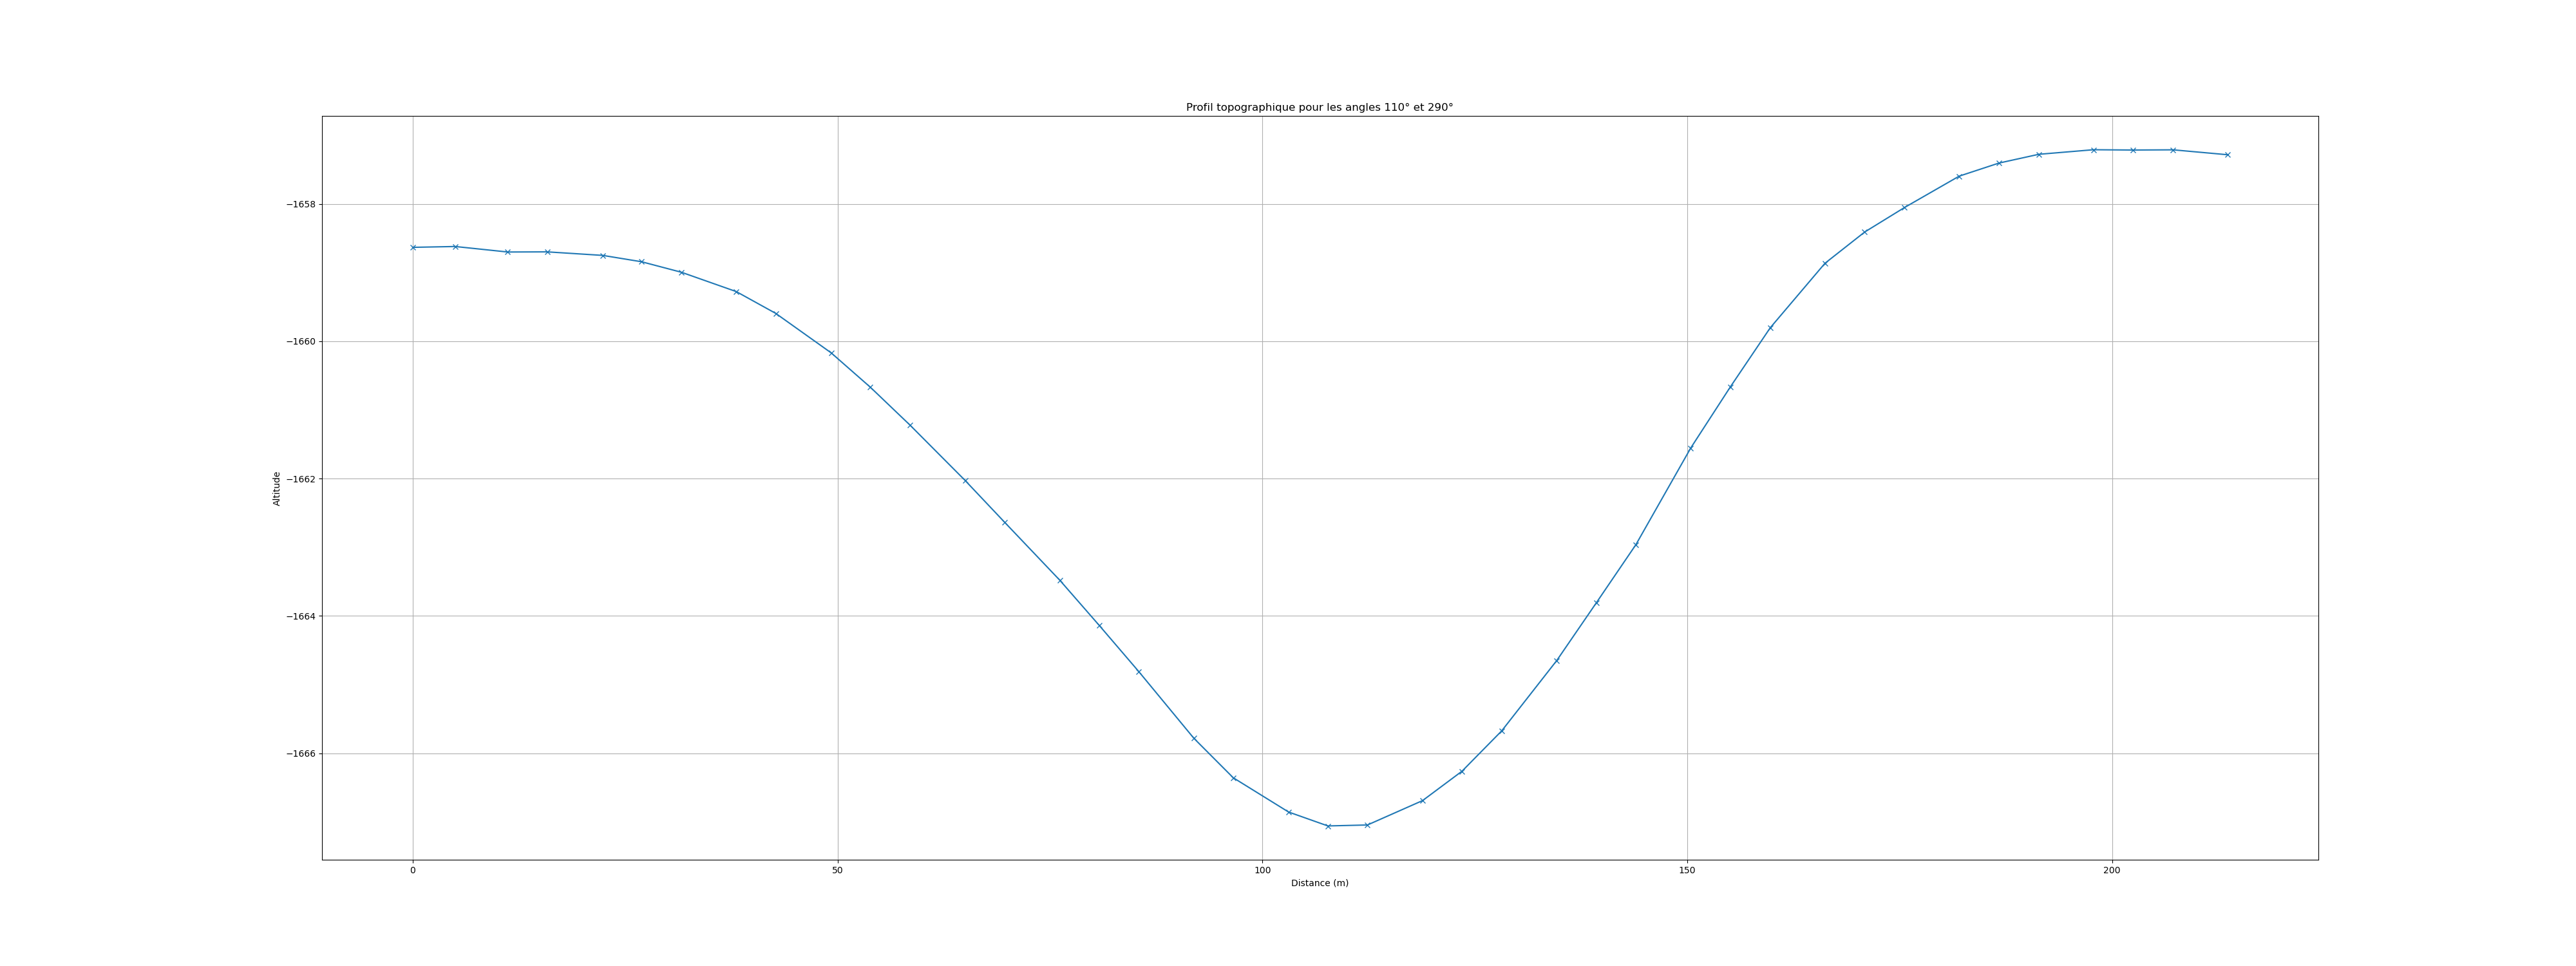 Profil topographique pour les angles 110° et 290°
Altitude
−1658
−1660
−1662
−1664
−1666
0 50 100 150 200
Distance (m)